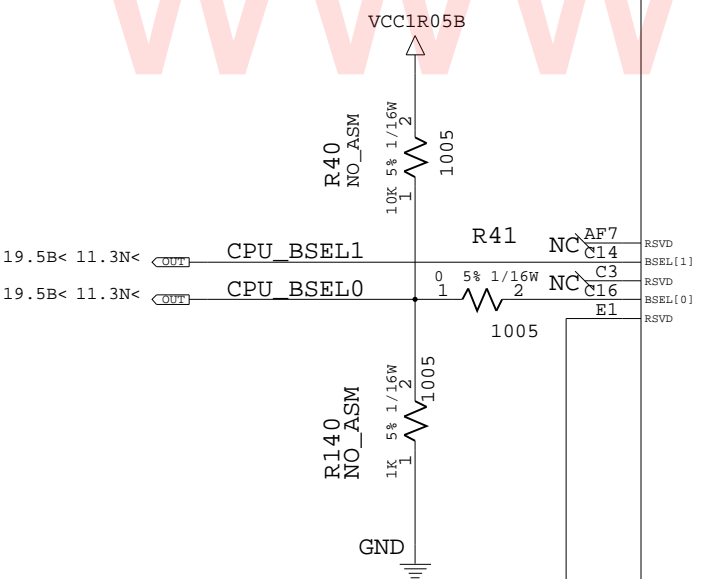 www
VCC1R05B
R40
NO_ASM
10K 5% 1/16W
2
1
1005
19.5B< 11.3N<
OUT
CPU_BSEL1
R41
NC
AF7
RSVD
C14
BSEL[1]
19.5B< 11.3N<
OUT
CPU_BSEL0
0 5% 1/16W
1
2
1005
NC
C3
RSVD
C16
BSEL[0]
E1
RSVD
R140
NO_ASM
1K 5% 1/16W
2
1
1005
GND